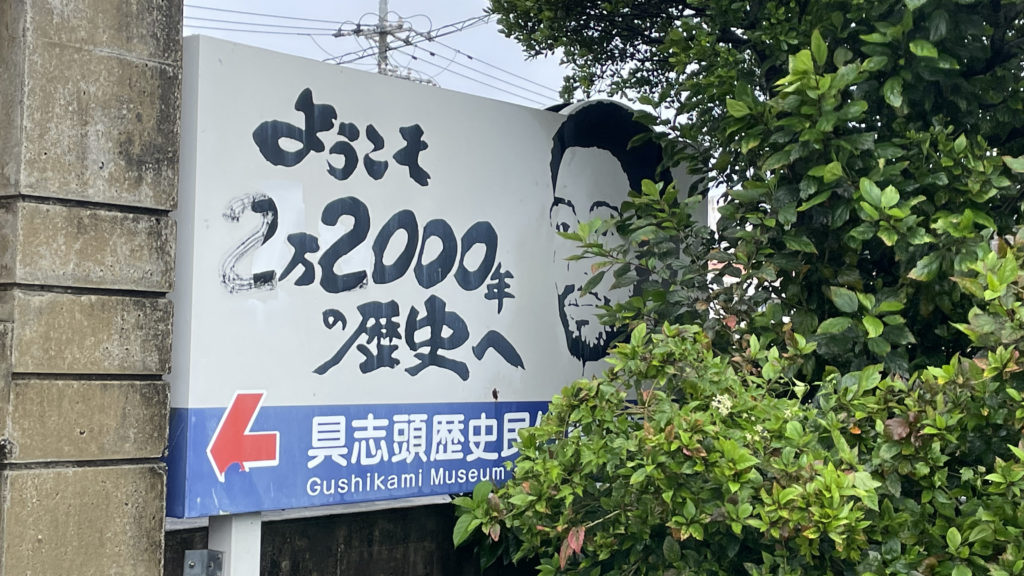 ようこそ
2万2000年
の歴史へ
具志頭歴史民
Gushikami Museum